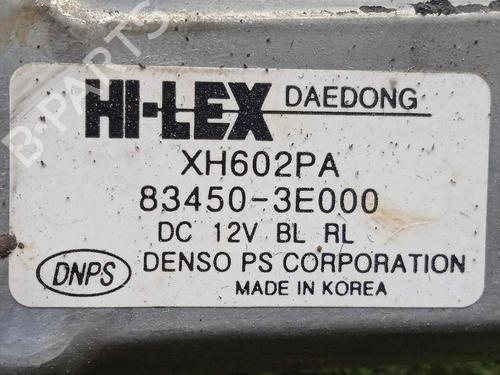 B-PARTS
HI-LEX DAEDONG
XH602PA
83450-3E000
DC 12V BL RL
DNPS DENSO PS CORPORATION
MADE IN KOREA